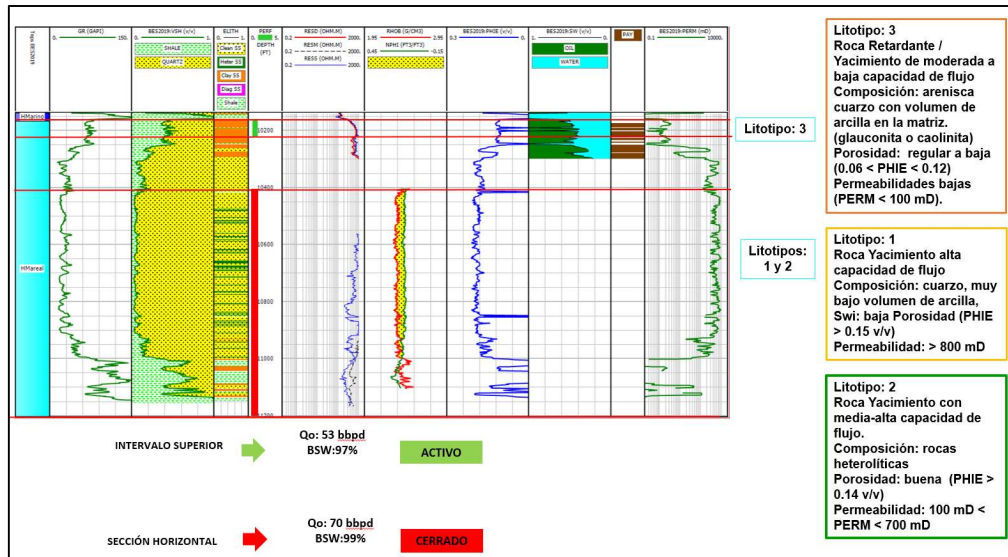 Tops BES2019
GR (GAPI)
0. 150.
BES2019:VSH (v/v)
0. 1.
SHALE
QUARTZ
ELITH
0. 1.
Clean SS
Heter SS
Clay SS
Diag SS
Shale
PERF
0. 5.
DEPTH
(FT)
RESD (OHM.M)
0.2 2000.
RESM (OHM.M)
0.2 2000.
RESS (OHM.M)
0.2 2000.
RHOB (G/CM3)
1.95 2.95
NPHI (FT3/FT3)
0.45 -0.15
BES2019:PHIE (v/v)
0.3 0.
BES2019:SW (v/v)
1. 0.
OIL
WATER
PAY
BES2019:PERM (mD)
0.1 10000.
HMarino
HMareal
10200
10400
10600
10800
11000
11200
Litotipo: 3
Litotipos:
1 y 2
Litotipo: 3
Roca Retardante /
Yacimiento de moderada a
baja capacidad de flujo
Composición: arenisca
cuarzo con volumen de
arcilla en la matriz.
(glauconita o caolinita)
Porosidad: regular a baja
(0.06 < PHIE < 0.12)
Permeabilidades bajas
(PERM < 100 mD).
Litotipo: 1
Roca Yacimiento alta
capacidad de flujo
Composición: cuarzo, muy
bajo volumen de arcilla,
Swi: baja Porosidad (PHIE
> 0.15 v/v)
Permeabilidad: > 800 mD
Litotipo: 2
Roca Yacimiento con
media-alta capacidad de
flujo.
Composición: rocas
heterolíticas
Porosidad: buena (PHIE >
0.14 v/v)
Permeabilidad: 100 mD <
PERM < 700 mD
INTERVALO SUPERIOR
Qo: 53 bbpd
BSW:97%
ACTIVO
SECCIÓN HORIZONTAL
Qo: 70 bbpd
BSW:99%
CERRADO